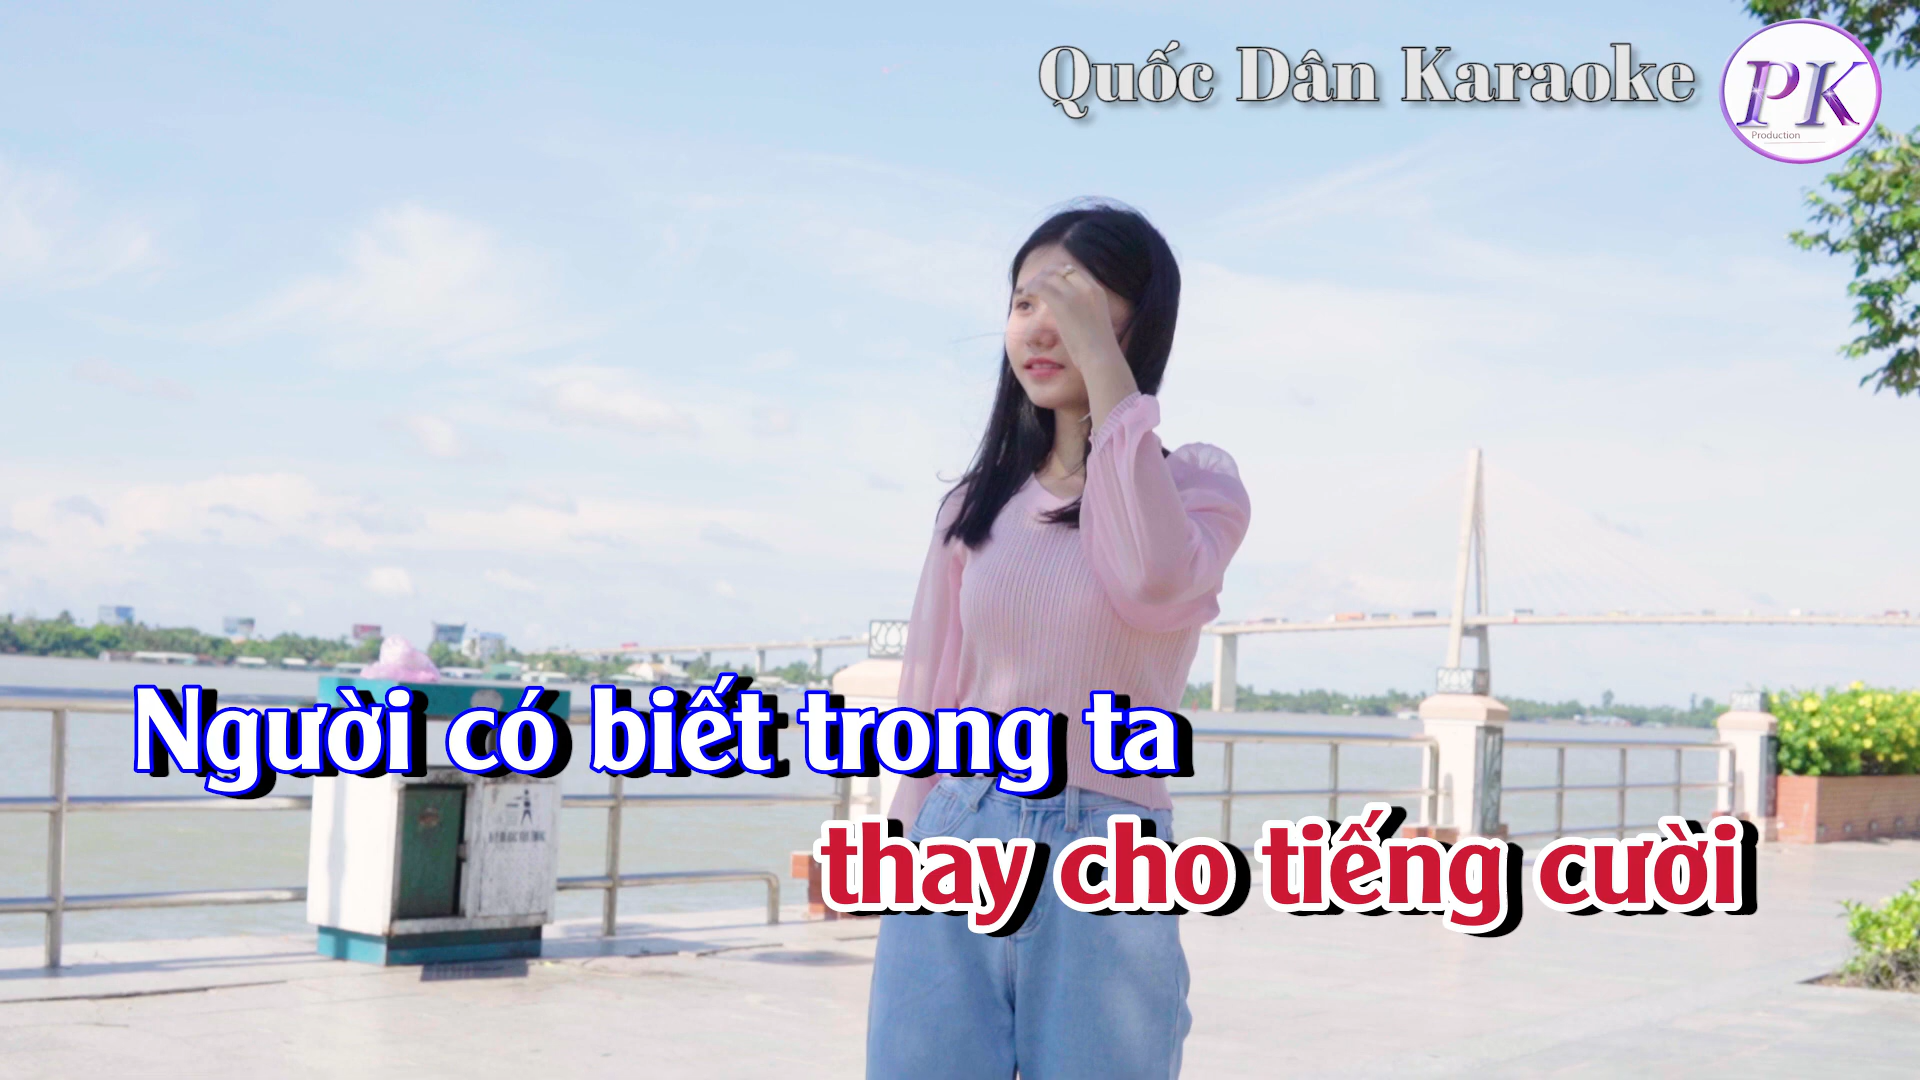 Quốc Dân Karaoke
PK
Production
Người có biết trong ta
thay cho tiếng cười